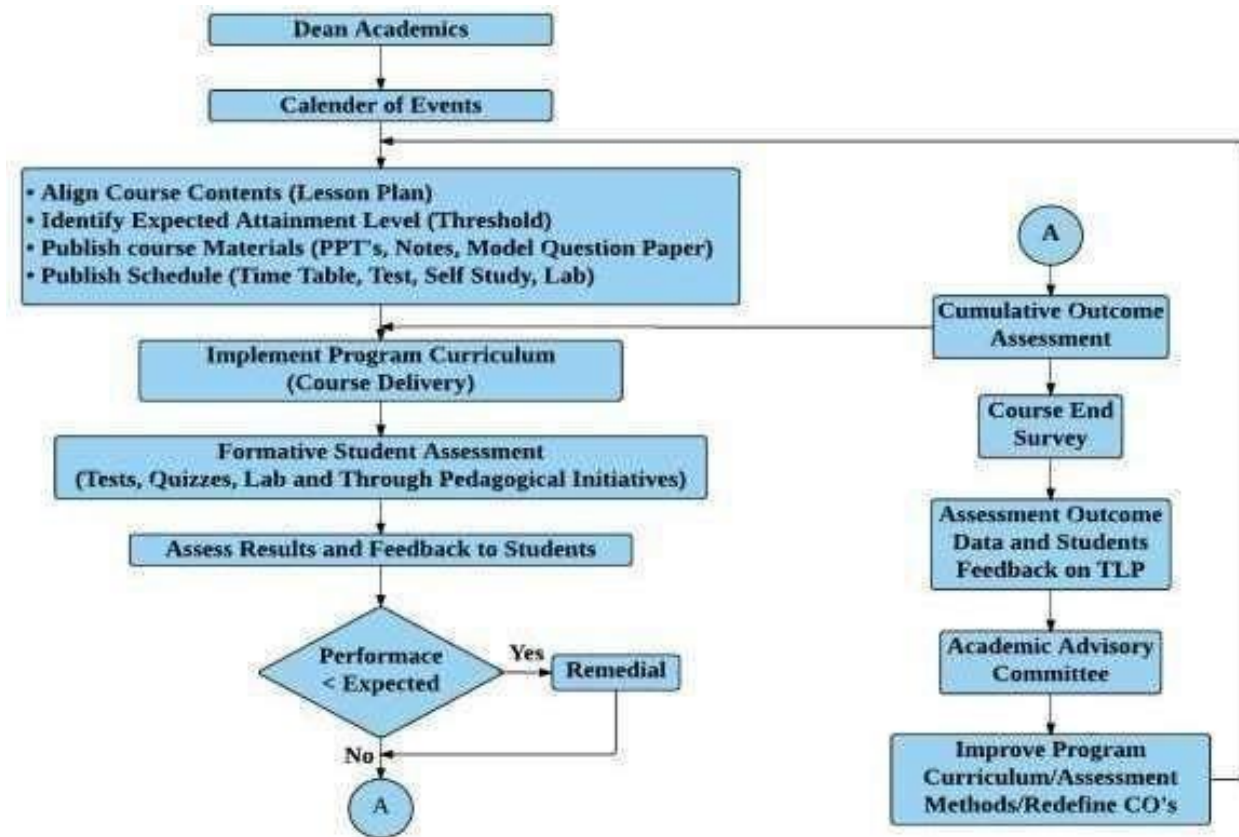 Dean Academics
Calender of Events
• Align Course Contents (Lesson Plan)
• Identify Expected Attainment Level (Threshold)
• Publish course Materials (PPT's, Notes, Model Question Paper)
• Publish Schedule (Time Table, Test, Self Study, Lab)
Implement Program Curriculum
(Course Delivery)
Formative Student Assessment
(Tests, Quizzes, Lab and Through Pedagogical Initiatives)
Assess Results and Feedback to Students
Performace
< Expected
Yes
Remedial
No
A
A
Cumulative Outcome
Assessment
Course End
Survey
Assessment Outcome
Data and Students
Feedback on TLP
Academic Advisory
Committee
Improve Program
Curriculum/Assessment
Methods/Redefine CO's